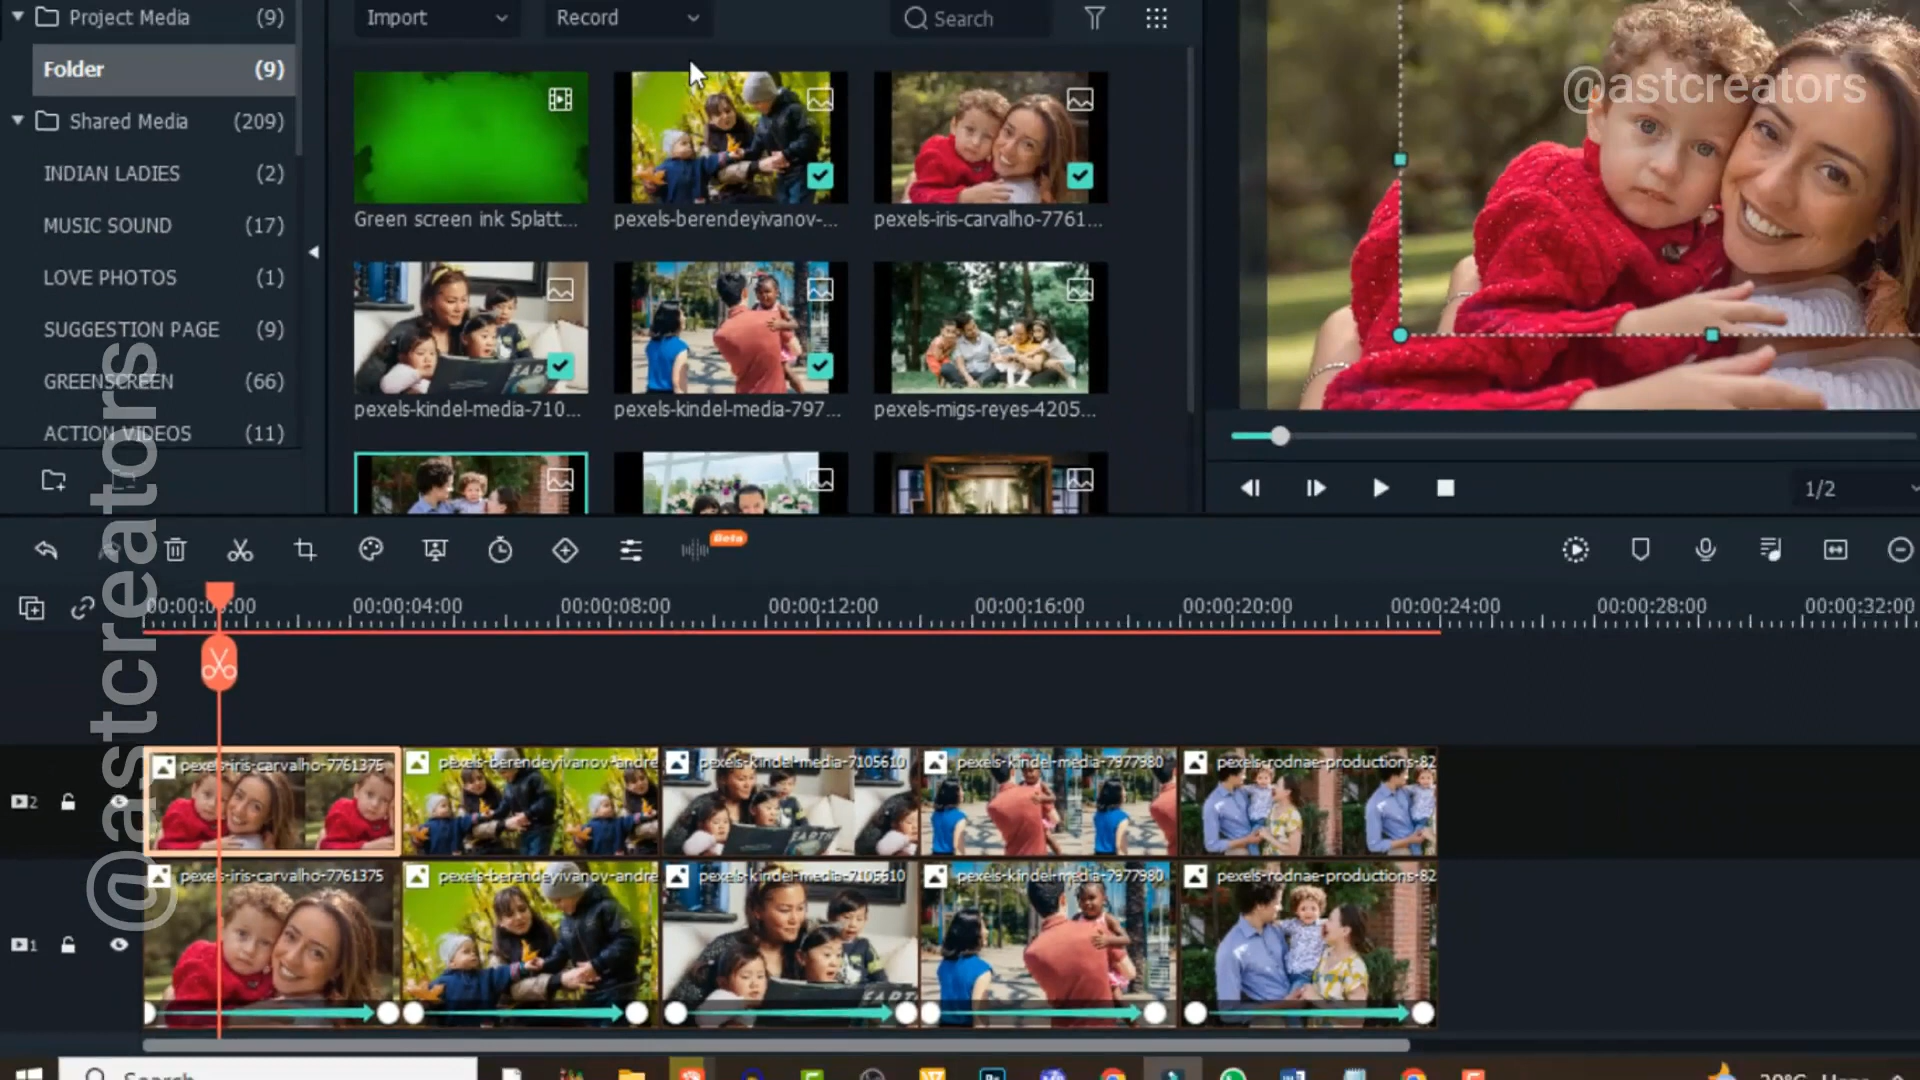 Project Media (9)
Import
Record
Search
Folder (9)
@astcreators
Shared Media (209)
INDIAN LADIES (2)
MUSIC SOUND (17)
LOVE PHOTOS (1)
SUGGESTION PAGE (9)
GREENSCREEN (66)
ACTION VIDEOS (11)
Green screen ink Splatt...
pexels-berendeyivanov-...
pexels-iris-carvalho-7761...
pexels-kindel-media-710...
pexels-kindel-media-797...
pexels-migs-reyes-4205...
1/2
Beta
@astcreators
00:00:04:00
00:00:08:00
00:00:12:00
00:00:16:00
00:00:20:00
00:00:24:00
00:00:28:00
00:00:32:00
2
pexels-iris-carvalho-7761375
pexels-berendeyivanov-andre
pexels-kindel-media-7105610
pexels-kindel-media-7977980
pexels-rodnae-productions-82
1
pexels-iris-carvalho-7761375
pexels-berendeyivanov-andre
pexels-kindel-media-7105610
pexels-kindel-media-7977980
pexels-rodnae-productions-82
Search